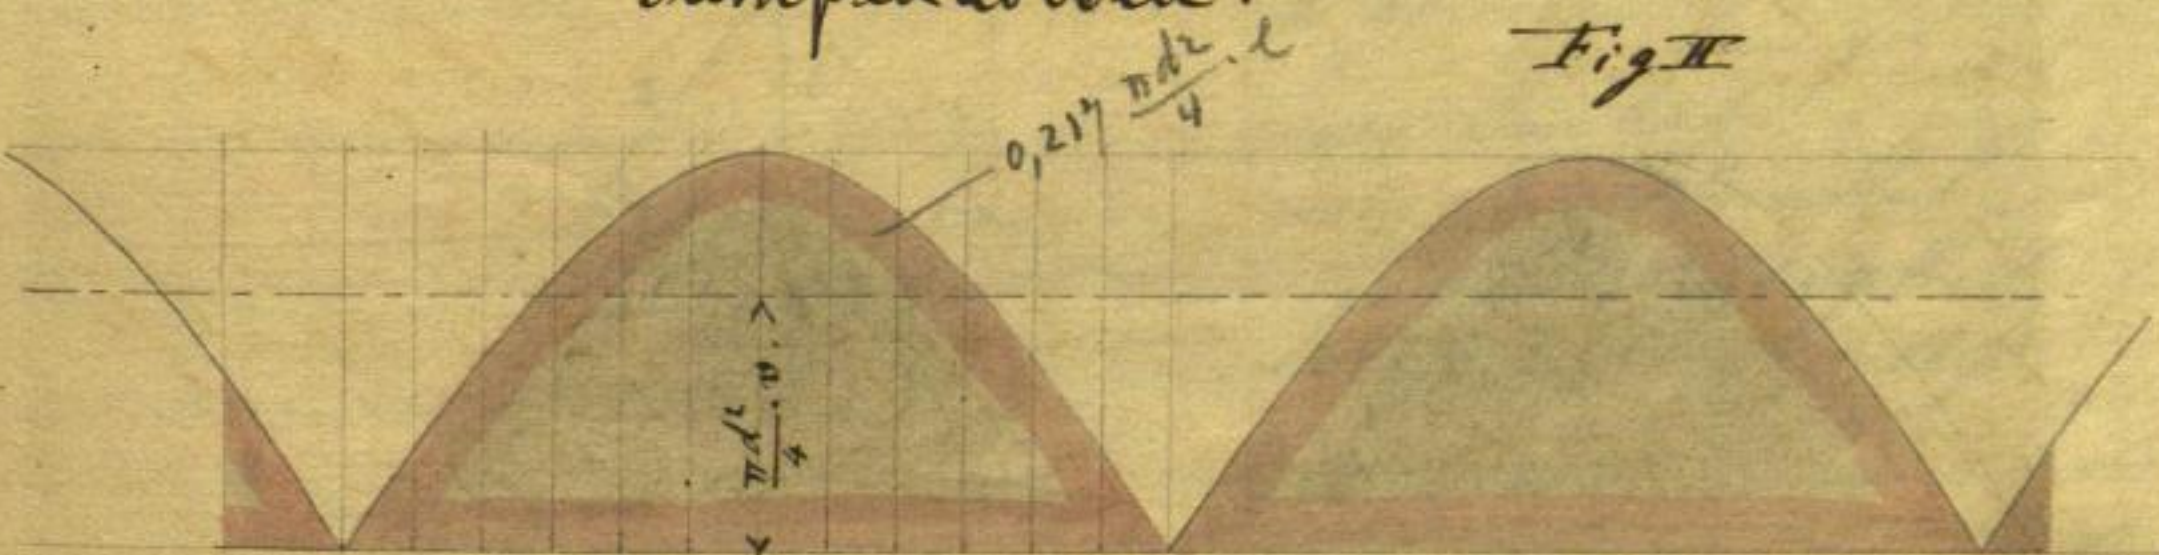 Fig II
0,217 πd²/4 . l
πd²/4 . v.